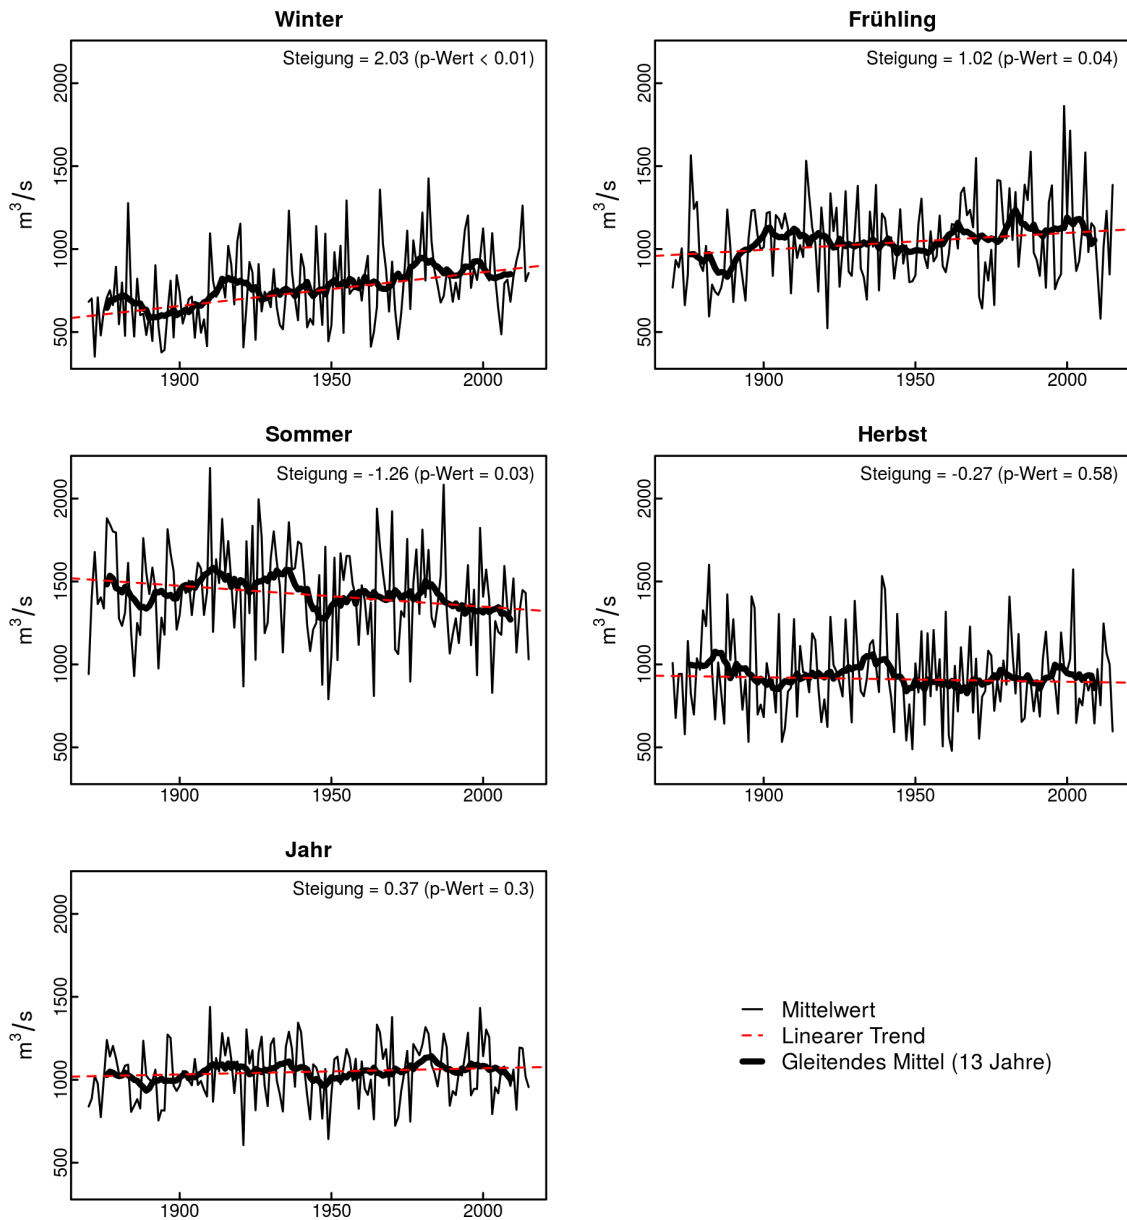 Winter
Steigung = 2.03 (p-Wert < 0.01)
m³/s
2000
1500
1000
500
1900
1950
2000
Frühling
Steigung = 1.02 (p-Wert = 0.04)
m³/s
2000
1500
1000
500
1900
1950
2000
Sommer
Steigung = -1.26 (p-Wert = 0.03)
m³/s
2000
1500
1000
500
1900
1950
2000
Herbst
Steigung = -0.27 (p-Wert = 0.58)
m³/s
2000
1500
1000
500
1900
1950
2000
Jahr
Steigung = 0.37 (p-Wert = 0.3)
m³/s
2000
1500
1000
500
1900
1950
2000
Mittelwert
Linearer Trend
Gleitendes Mittel (13 Jahre)